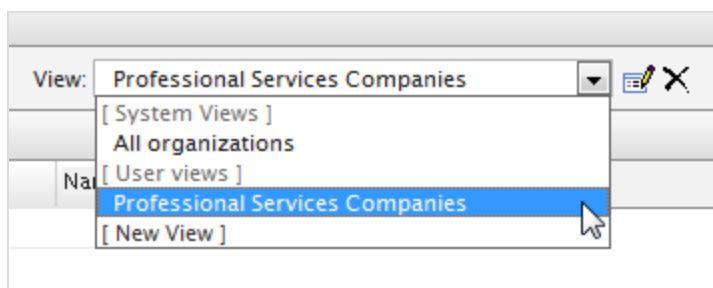 View: Professional Services Companies
[ System Views ]
All organizations
[ User views ]
Professional Services Companies
[ New View ]